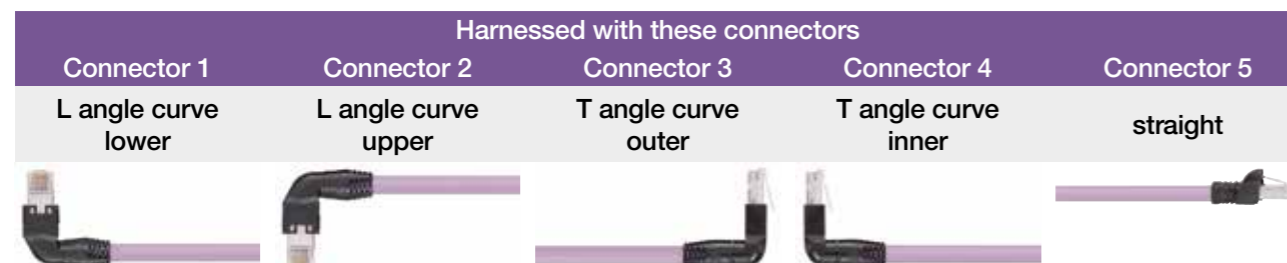 Harnessed with these connectors
Connector 1
Connector 2
Connector 3
Connector 4
Connector 5
L angle curve
lower
L angle curve
upper
T angle curve
outer
T angle curve
inner
straight